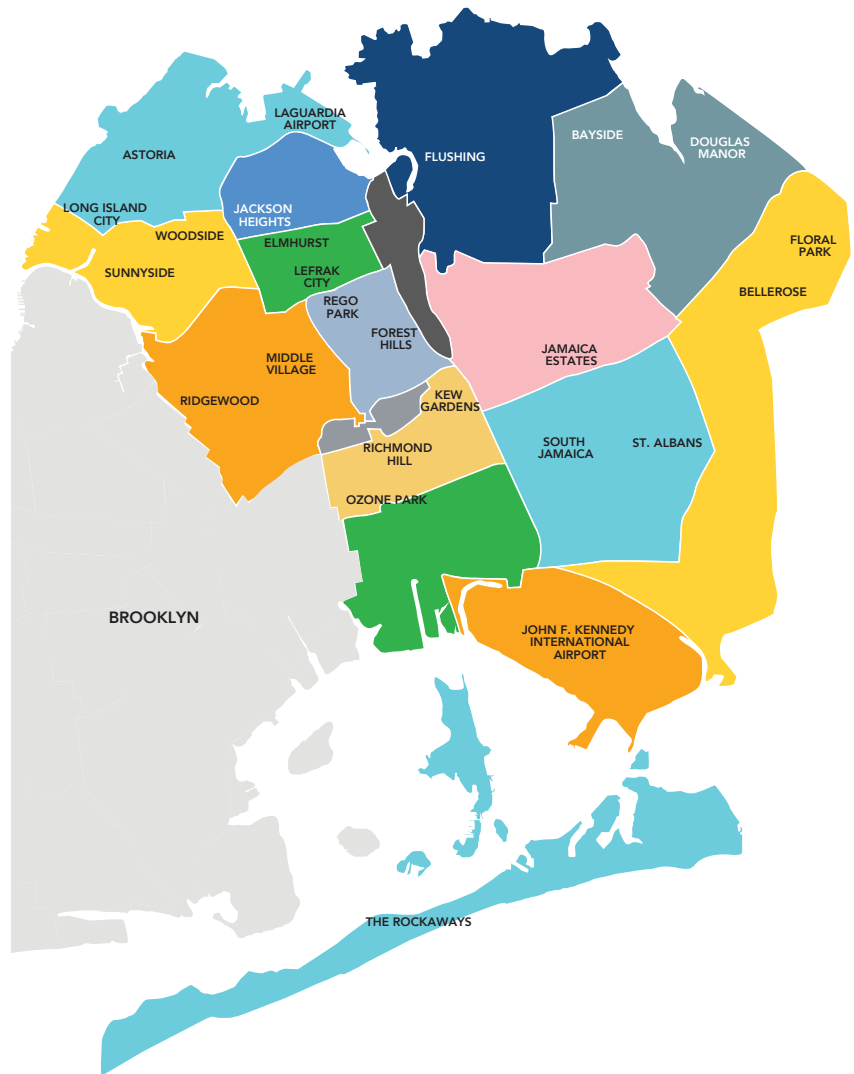 LAGUARDIA
AIRPORT
ASTORIA
FLUSHING
BAYSIDE
DOUGLAS
MANOR
LONG ISLAND
CITY
JACKSON
HEIGHTS
WOODSIDE
ELMHURST
FLORAL
PARK
SUNNYSIDE
LEFRAK
CITY
BELLEROSE
REGO
PARK
FOREST
HILLS
JAMAICA
ESTATES
MIDDLE
VILLAGE
RIDGEWOOD
KEW
GARDENS
SOUTH
JAMAICA
ST. ALBANS
RICHMOND
HILL
OZONE PARK
BROOKLYN
JOHN F. KENNEDY
INTERNATIONAL
AIRPORT
THE ROCKAWAYS